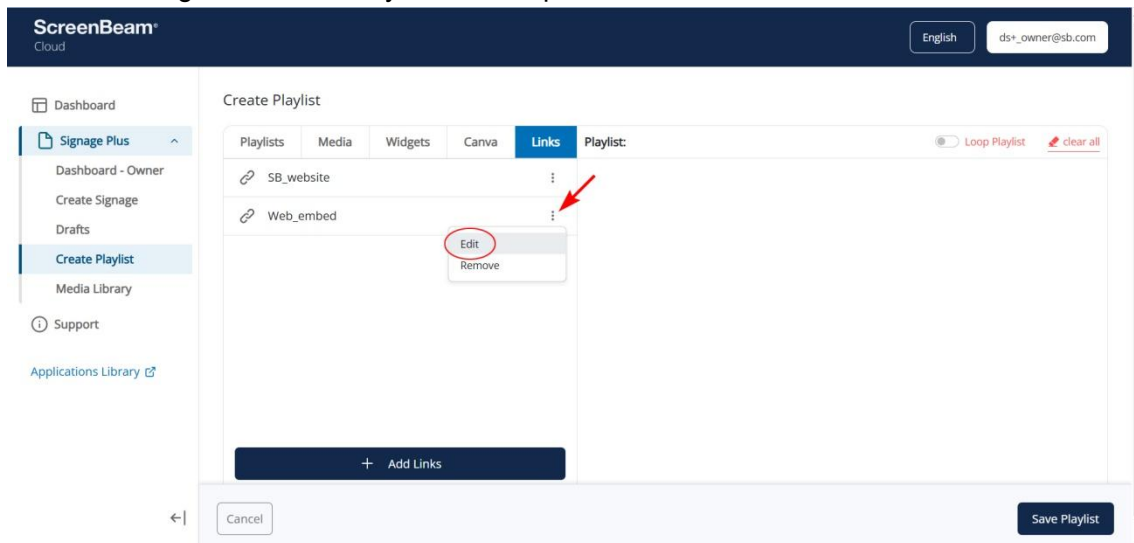 ScreenBeam®
Cloud
English
ds+_owner@sb.com
Dashboard
Signage Plus
Dashboard - Owner
Create Signage
Drafts
Create Playlist
Media Library
Support
Applications Library
Create Playlist
Playlists Media Widgets Canva Links Playlist: Loop Playlist clear all
SB_website
Web_embed
Edit
Remove
+ Add Links
Cancel
Save Playlist